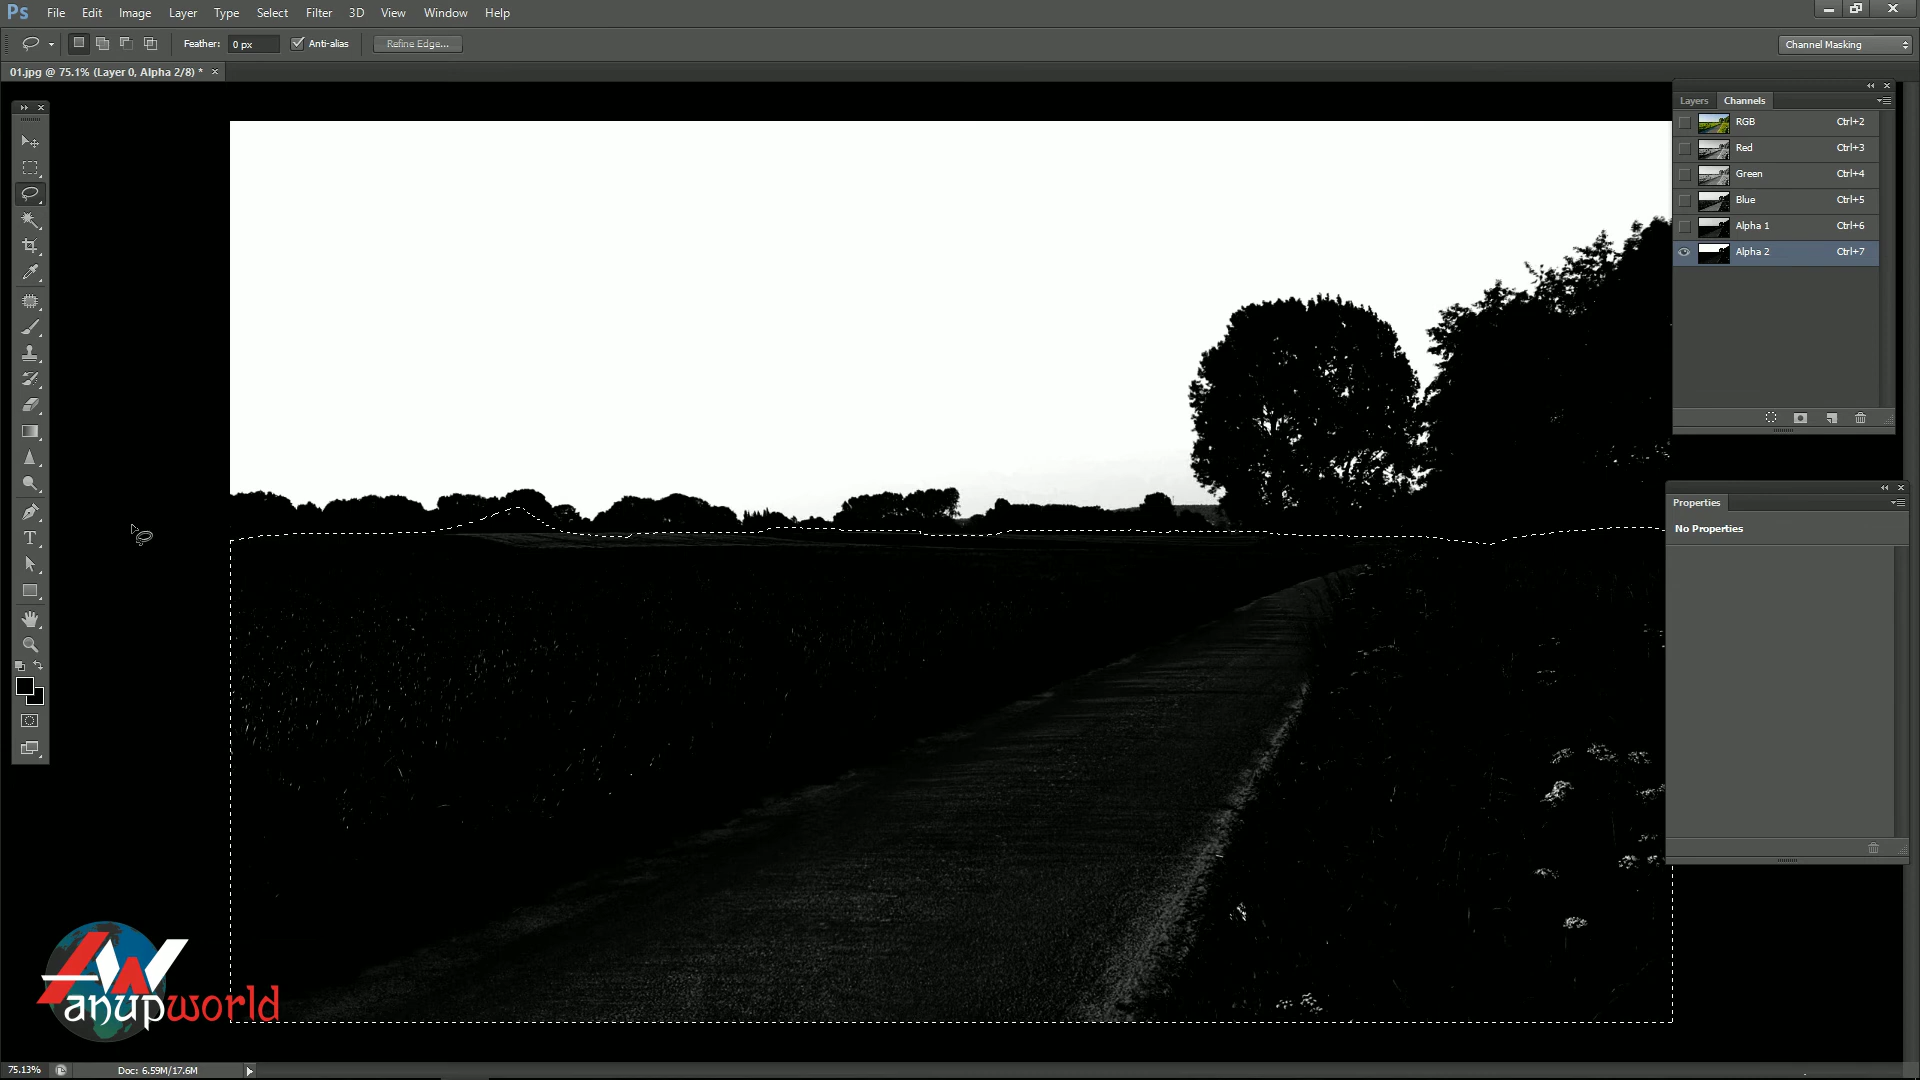 Ps File Edit Image Layer Type Select Filter 3D View Window Help
Feather: 0 px Anti-alias Refine Edge... Channel Masking
01.jpg @ 75.1% (Layer 0, Alpha 2/8) * ×
Layers Channels
RGB Ctrl+2
Red Ctrl+3
Green Ctrl+4
Blue Ctrl+5
Alpha 1 Ctrl+6
Alpha 2 Ctrl+7
Properties
No Properties
T
AW
anupworld
75.13% Doc: 6.59M/17.6M